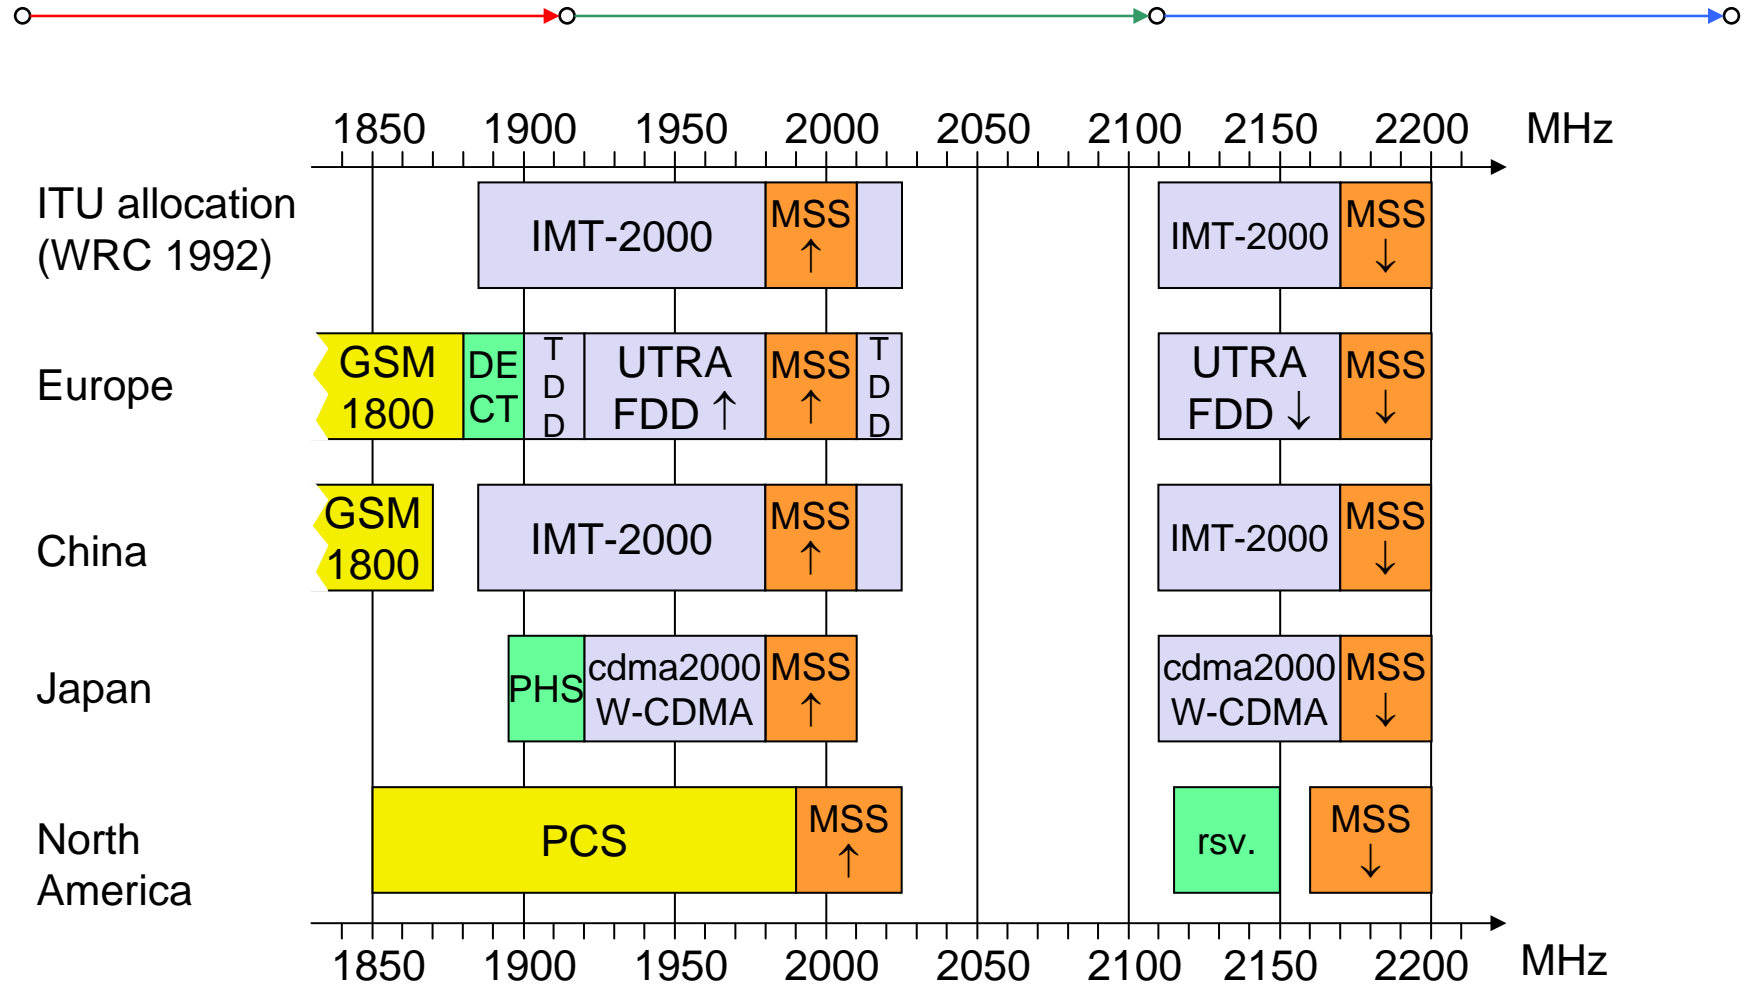 1850 1900 1950 2000 2050 2100 2150 2200 MHz
ITU allocation
(WRC 1992)
IMT-2000
MSS
↑
IMT-2000
MSS
↓
Europe
GSM
1800
DE
CT
T
D
D
UTRA
FDD ↑
MSS
↑
T
D
D
UTRA
FDD ↓
MSS
↓
China
GSM
1800
IMT-2000
MSS
↑
IMT-2000
MSS
↓
Japan
PHS
cdma2000
W-CDMA
MSS
↑
cdma2000
W-CDMA
MSS
↓
North
America
PCS
MSS
↑
rsv.
MSS
↓
1850 1900 1950 2000 2050 2100 2150 2200 MHz